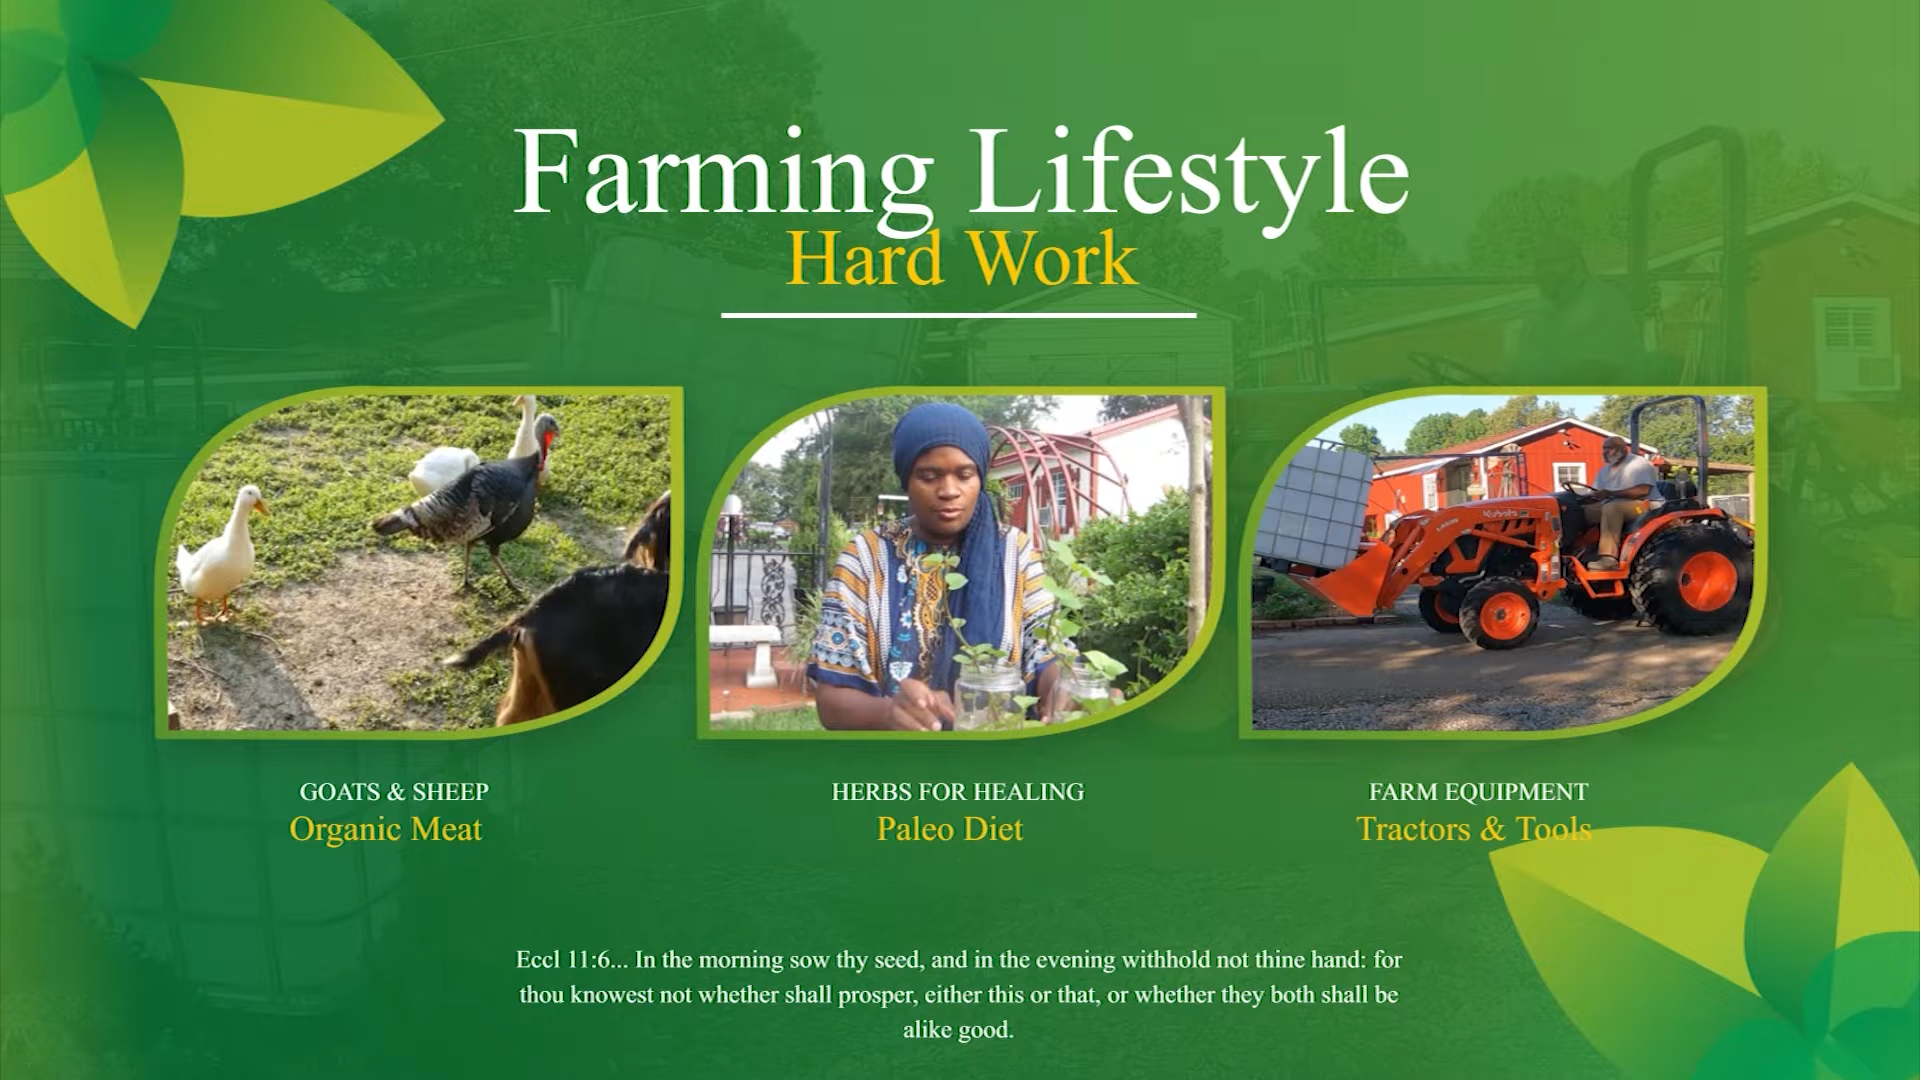 Farming Lifestyle
Hard Work
Kubota
GOATS & SHEEP
Organic Meat
HERBS FOR HEALING
Paleo Diet
FARM EQUIPMENT
Tractors & Tools
Eccl 11:6... In the morning sow thy seed, and in the evening withhold not thine hand: for
thou knowest not whether shall prosper, either this or that, or whether they both shall be
alike good.